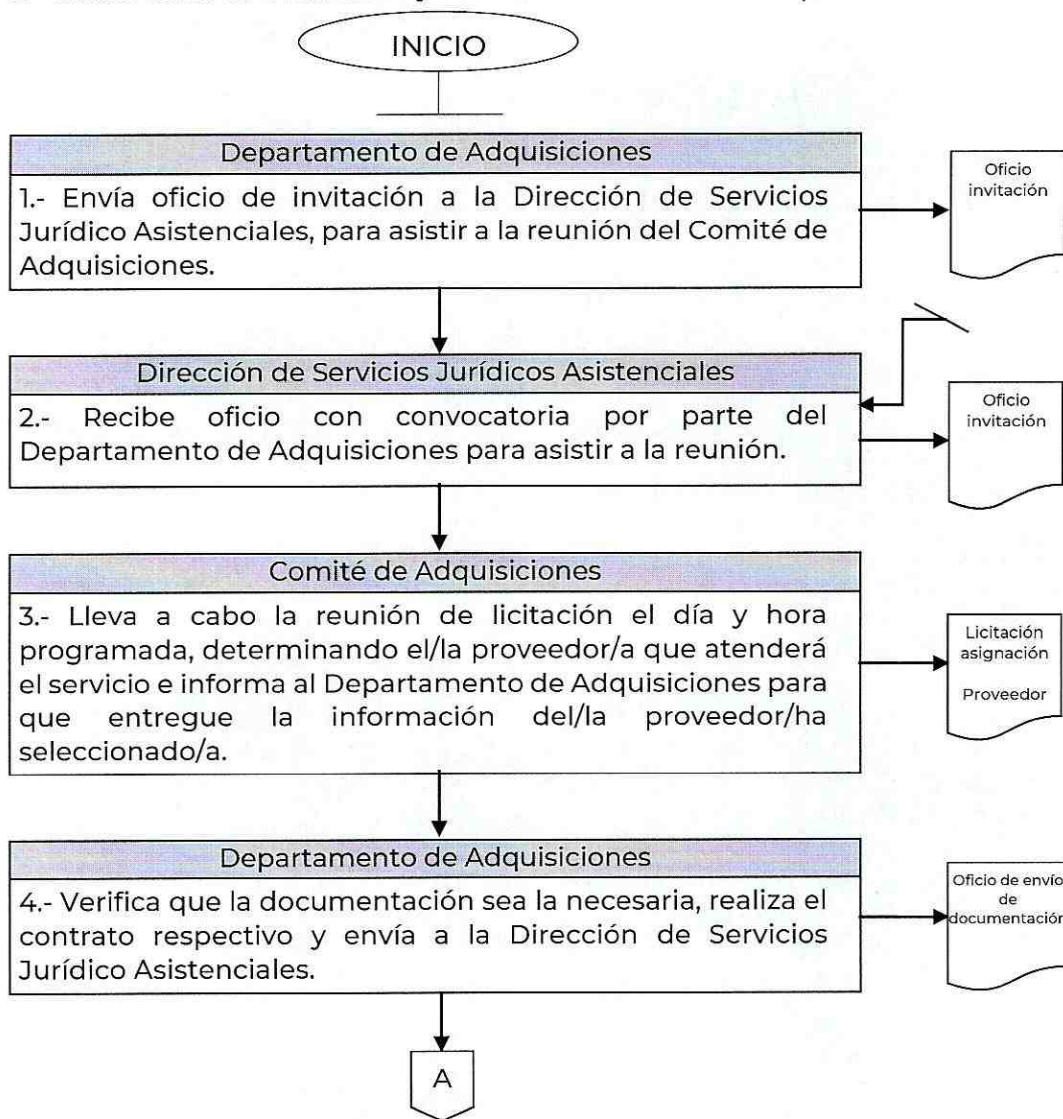 INICIO
Departamento de Adquisiciones
1.- Envía oficio de invitación a la Dirección de Servicios
Jurídico Asistenciales, para asistir a la reunión del Comité de
Adquisiciones.
Oficio
invitación
Dirección de Servicios Jurídicos Asistenciales
2.- Recibe oficio con convocatoria por parte del
Departamento de Adquisiciones para asistir a la reunión.
Oficio
invitación
Comité de Adquisiciones
3.- Lleva a cabo la reunión de licitación el día y hora
programada, determinando el/la proveedor/a que atenderá
el servicio e informa al Departamento de Adquisiciones para
que entregue la información del/la proveedor/ha
seleccionado/a.
Licitación
asignación
Proveedor
Departamento de Adquisiciones
4.- Verifica que la documentación sea la necesaria, realiza el
contrato respectivo y envía a la Dirección de Servicios
Jurídico Asistenciales.
Oficio de envío
de
documentación
A